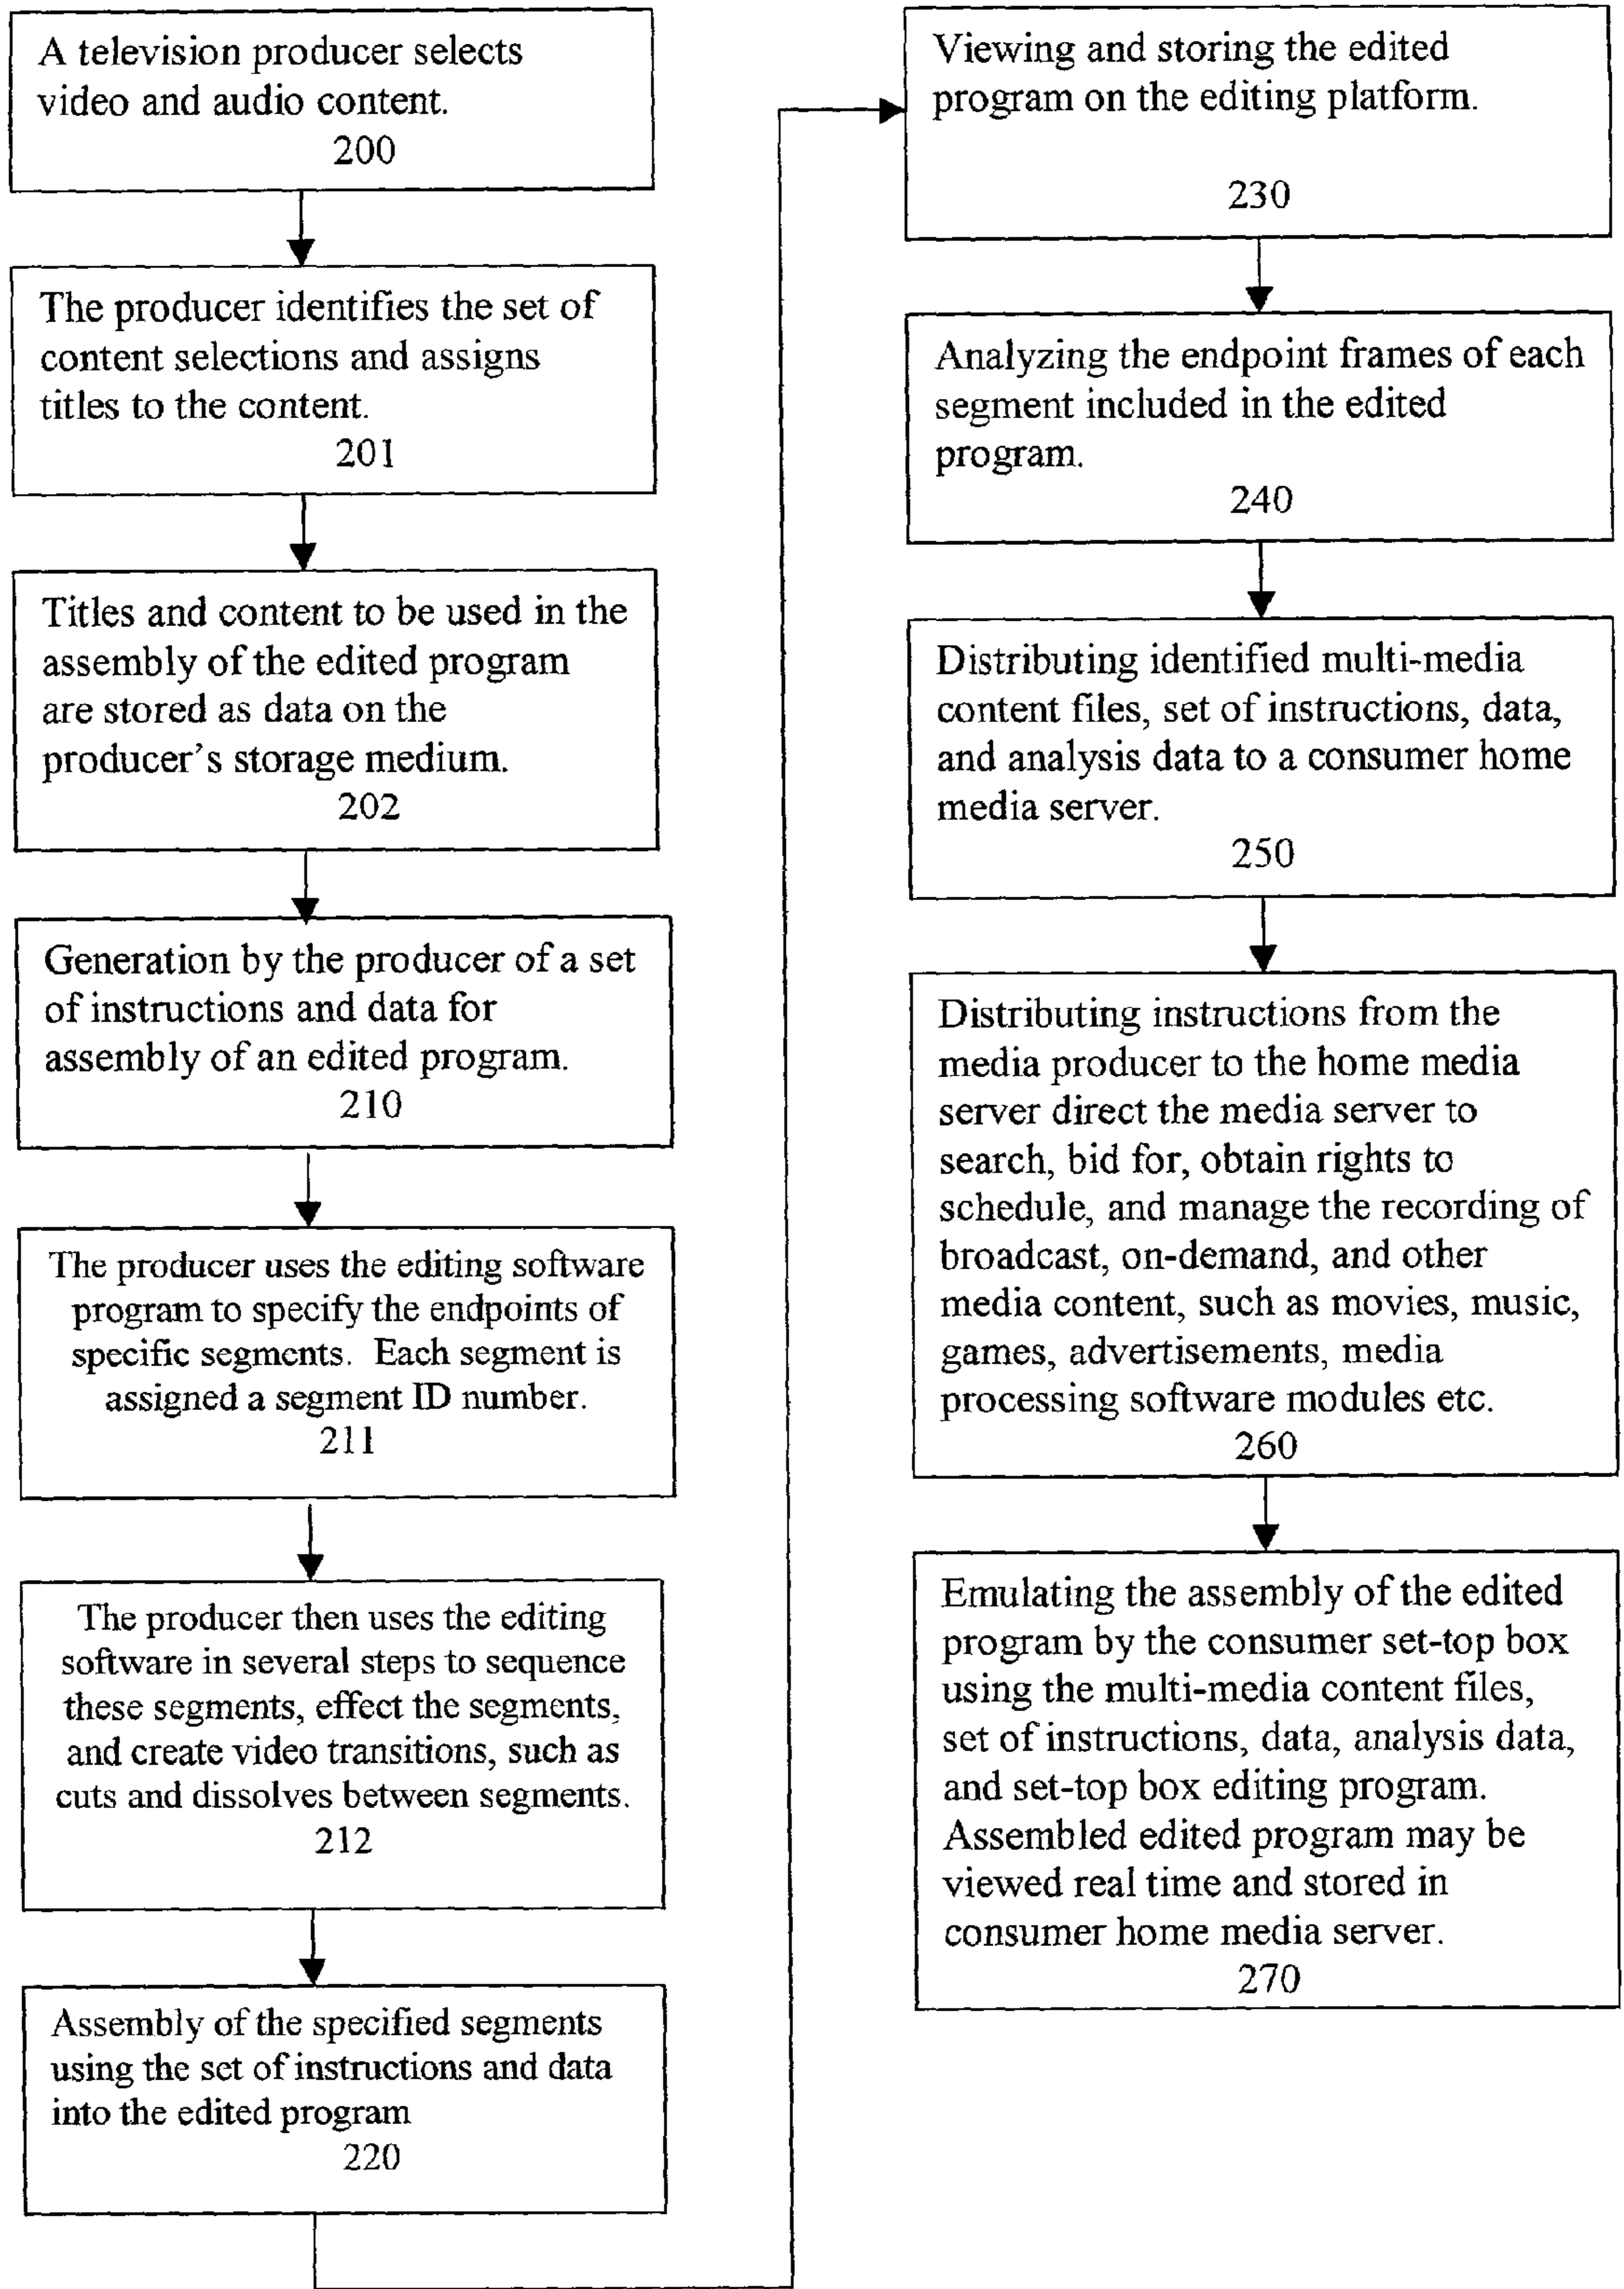 A television producer selects
video and audio content.
200
The producer identifies the set of
content selections and assigns
titles to the content.
201
Titles and content to be used in the
assembly of the edited program
are stored as data on the
producer's storage medium.
202
Generation by the producer of a set
of instructions and data for
assembly of an edited program.
210
The producer uses the editing software
program to specify the endpoints of
specific segments. Each segment is
assigned a segment ID number.
211
The producer then uses the editing
software in several steps to sequence
these segments, effect the segments,
and create video transitions, such as
cuts and dissolves between segments.
212
Assembly of the specified segments
using the set of instructions and data
into the edited program
220
Viewing and storing the edited
program on the editing platform.
230
Analyzing the endpoint frames of each
segment included in the edited
program.
240
Distributing identified multi-media
content files, set of instructions, data,
and analysis data to a consumer home
media server.
250
Distributing instructions from the
media producer to the home media
server direct the media server to
search, bid for, obtain rights to
schedule, and manage the recording of
broadcast, on-demand, and other
media content, such as movies, music,
games, advertisements, media
processing software modules etc.
260
Emulating the assembly of the edited
program by the consumer set-top box
using the multi-media content files,
set of instructions, data, analysis data,
and set-top box editing program.
Assembled edited program may be
viewed real time and stored in
consumer home media server.
270